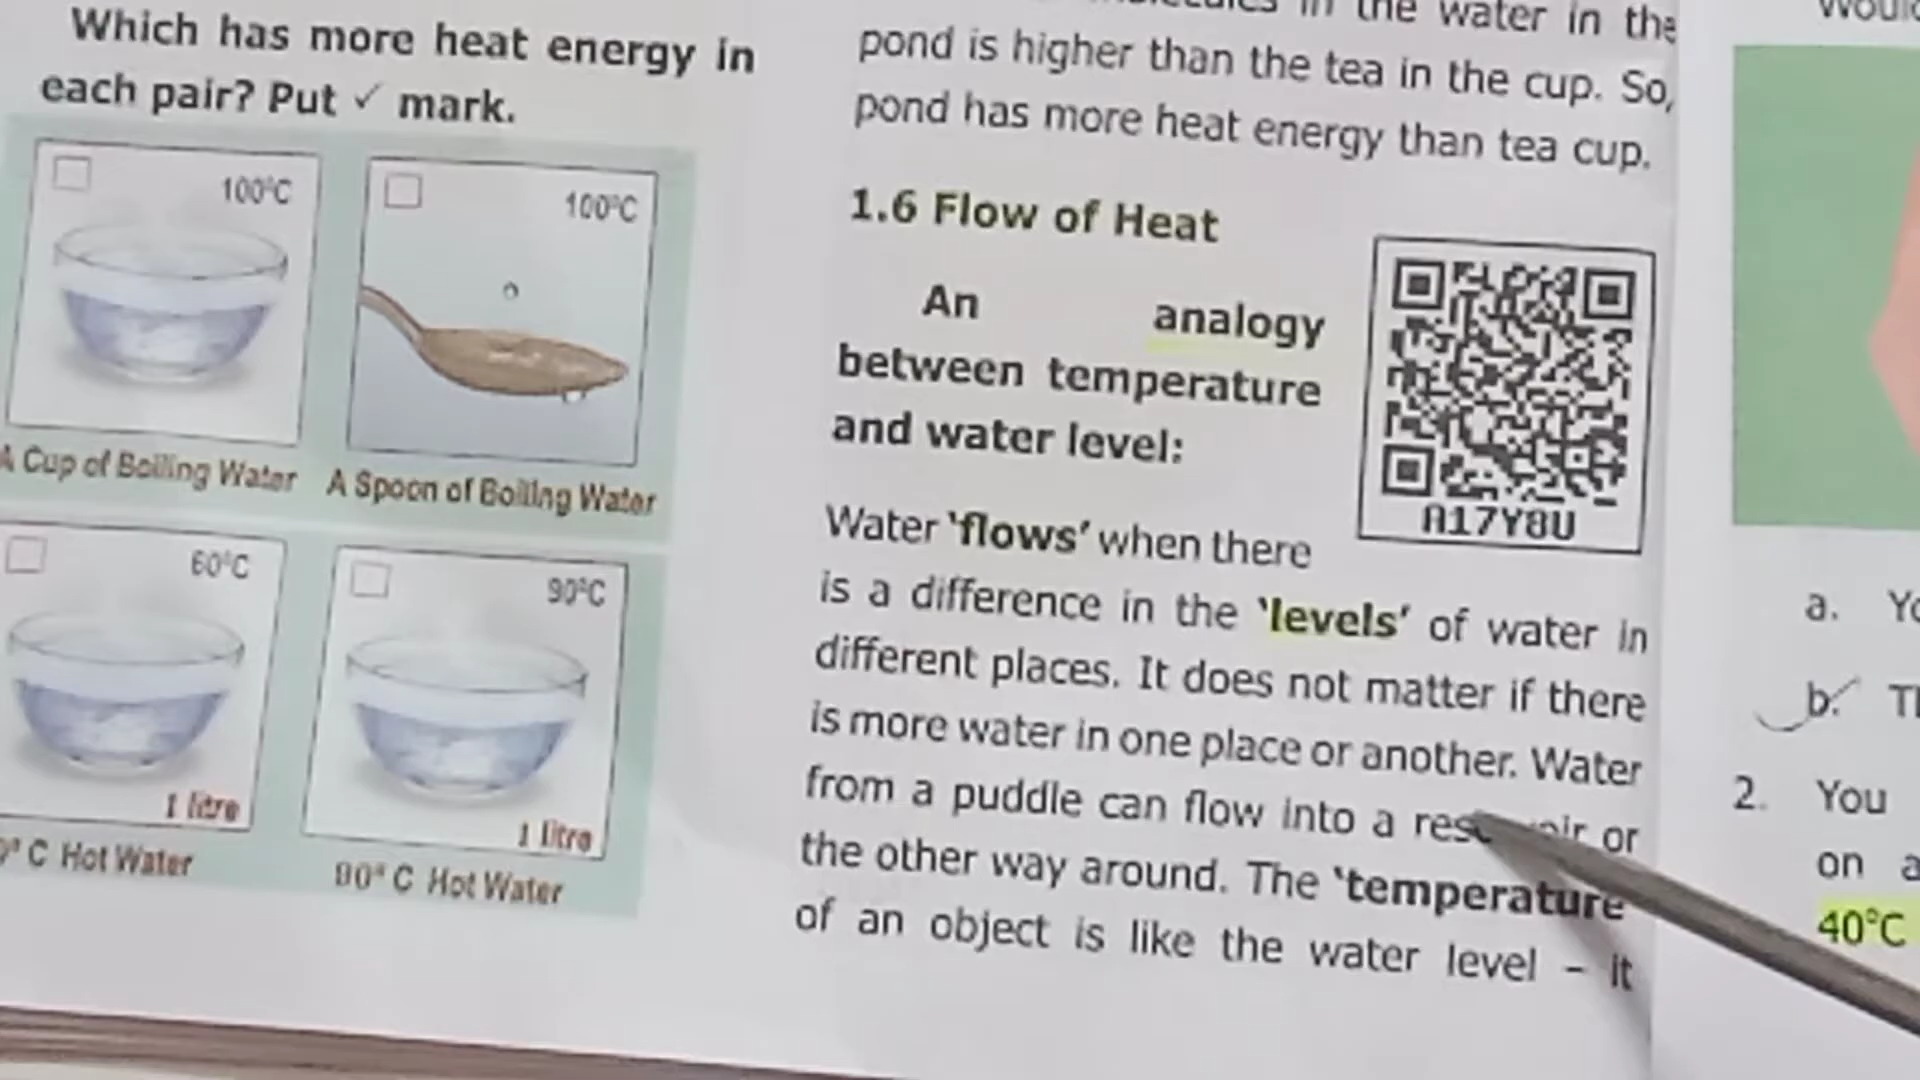 Which has more heat energy in
each pair? Put ✓ mark.
100°C
100°C
A Cup of Boiling Water
A Spoon of Boiling Water
60°C
90°C
1 litre
1 litre
° C Hot Water
90° C Hot Water
in the water in the
pond is higher than the tea in the cup. So,
pond has more heat energy than tea cup.
1.6 Flow of Heat
An analogy
between temperature
and water level:
A17Y8U
Water 'flows' when there
is a difference in the 'levels' of water in
different places. It does not matter if there
is more water in one place or another. Water
from a puddle can flow into a or
the other way around. The 'temperature
of an object is like the water level – it
a.
b.
2. You
on a
40°C